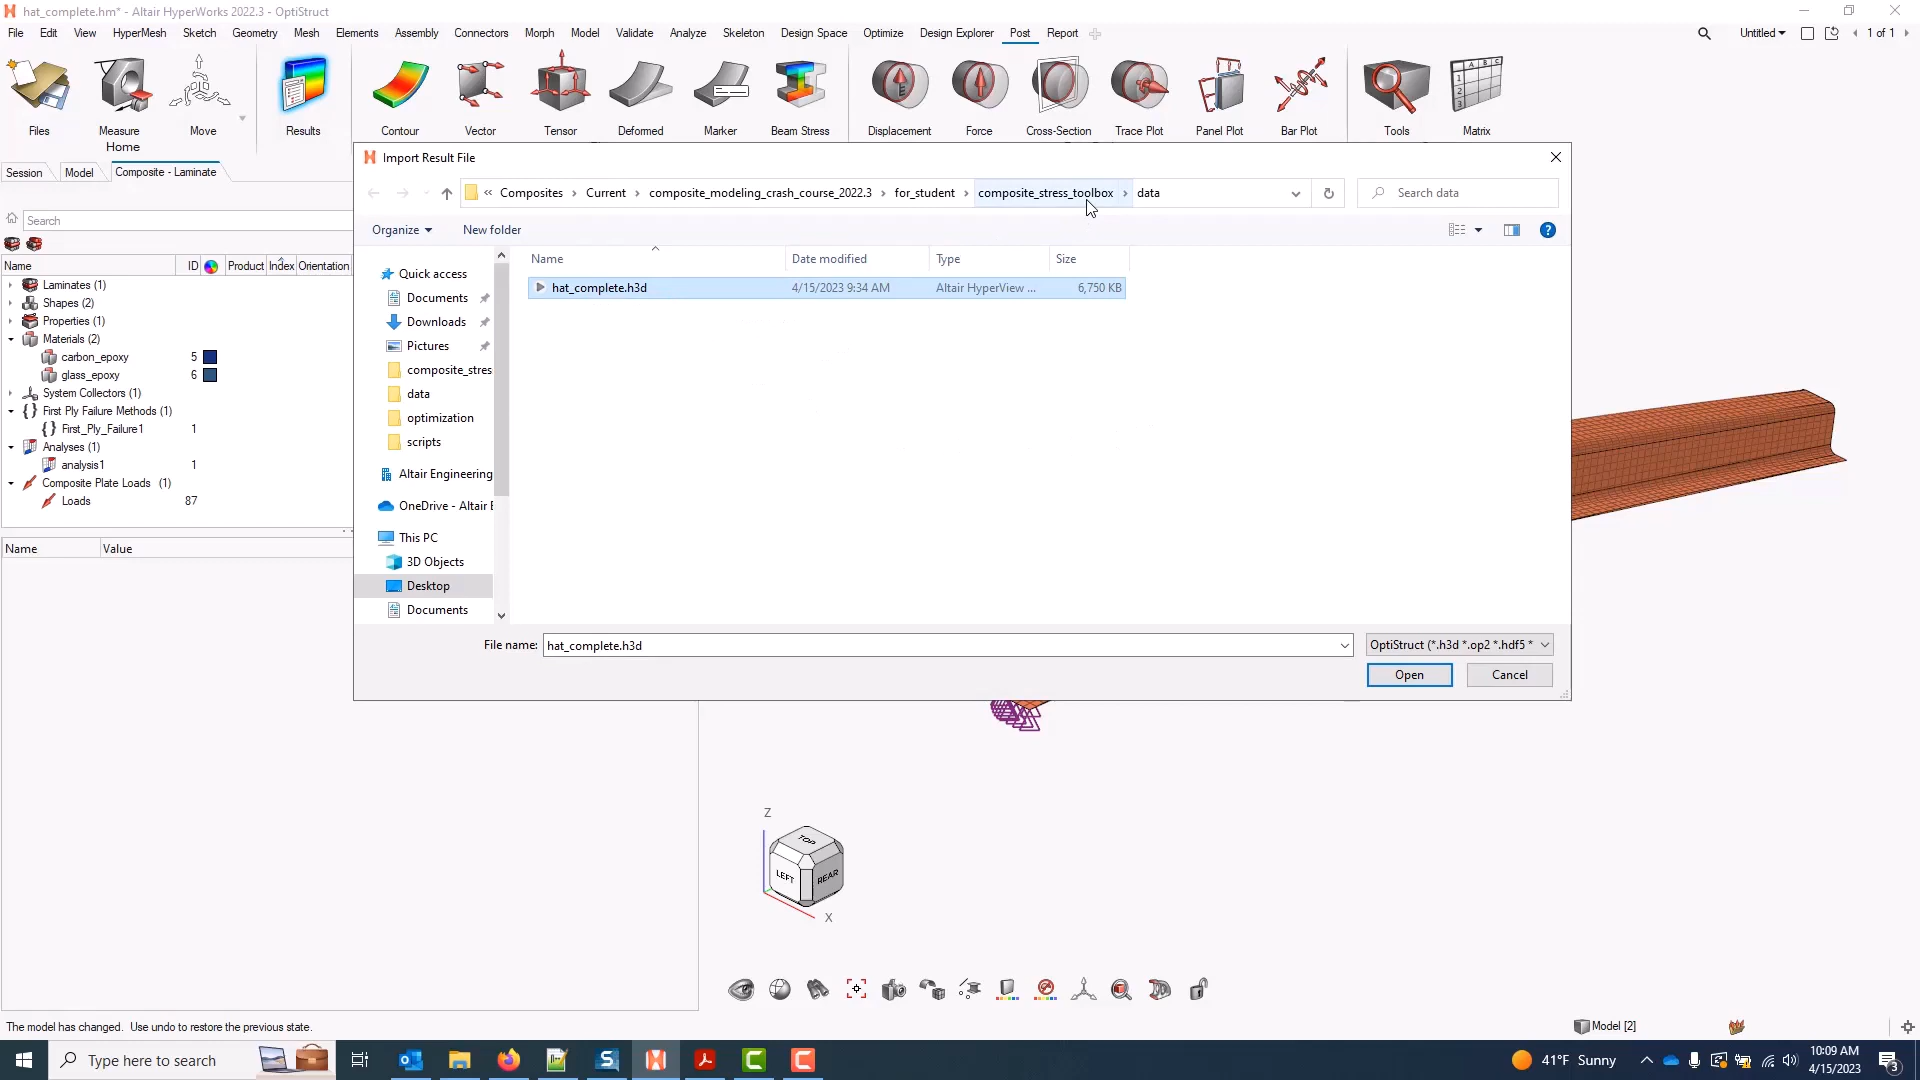 hat_complete.hm* - Altair HyperWorks 2022.3 - OptiStruct
File Edit View HyperMesh Sketch Geometry Mesh Elements Assembly Connectors Morph Model Validate Analyze Skeleton Design Space Optimize Design Explorer Post Report Untitled 1 of 1
Files Measure Move Results Contour Vector Tensor Deformed Marker Beam Stress Displacement Force Cross-Section Trace Plot Panel Plot Bar Plot Tools Matrix
Home
Session Model Composite - Laminate
Import Result File
« Composites > Current > composite_modeling_crash_course_2022.3 > for_student > composite_stress_toolbox > data
Search data
Search
Organize New folder
Name ID Product Index Orientation
Laminates (1)
Shapes (2)
Properties (1)
Materials (2)
carbon_epoxy 5
glass_epoxy 6
System Collectors (1)
First Ply Failure Methods (1)
First_Ply_Failure1 1
Analyses (1)
analysis1 1
Composite Plate Loads (1)
Loads 87
Name Value
Quick access
Documents
Downloads
Pictures
composite_stres
data
optimization
scripts
Altair Engineering
OneDrive - Altair E
This PC
3D Objects
Desktop
Documents
Name Date modified Type Size
hat_complete.h3d 4/15/2023 9:34 AM Altair HyperView ... 6,750 KB
File name: hat_complete.h3d OptiStruct (*.h3d *.op2 *.hdf5 *
Open Cancel
Z
TOP
LEFT REAR
X
The model has changed. Use undo to restore the previous state.
Model [2]
Type here to search
41°F Sunny
10:09 AM
4/15/2023
3